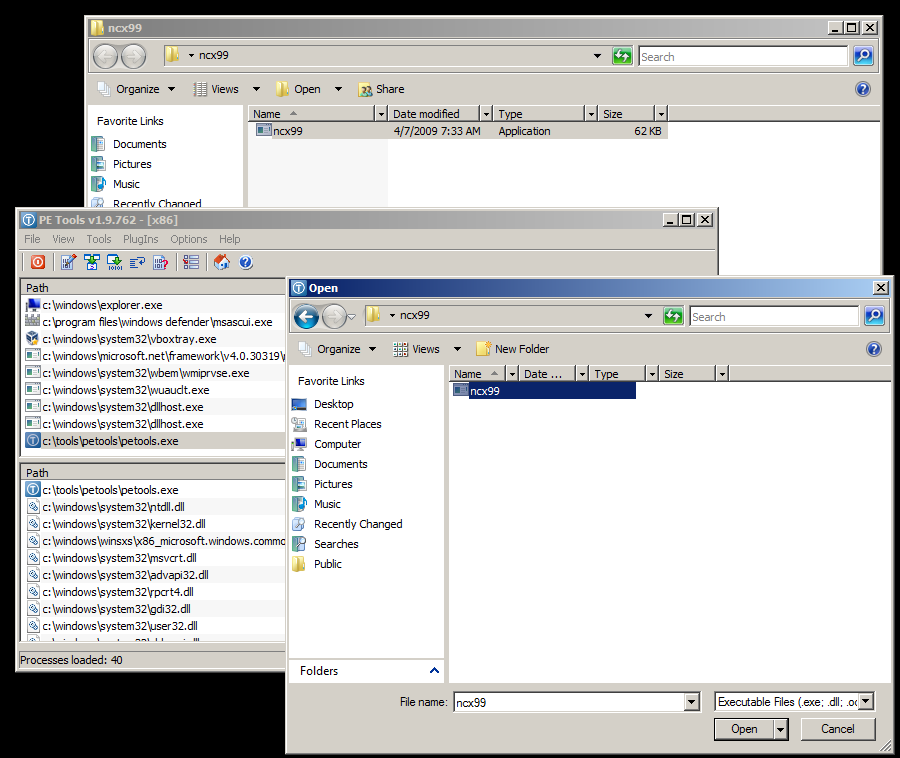 ncx99
ncx99
Search
Organize Views Open Share
Favorite Links
Documents
Pictures
Music
Recently Changed
Name Date modified Type Size
ncx99 4/7/2009 7:33 AM Application 62 KB
PE Tools v1.9.762 - [x86]
File View Tools PlugIns Options Help
Path
c:\windows\explorer.exe
c:\program files\windows defender\msascui.exe
c:\windows\system32\vboxtray.exe
c:\windows\microsoft.net\framework\v4.0.30319\
c:\windows\system32\wbem\wmiprvse.exe
c:\windows\system32\wuauclt.exe
c:\windows\system32\dllhost.exe
c:\windows\system32\dllhost.exe
c:\tools\petools\petools.exe
Path
c:\tools\petools\petools.exe
c:\windows\system32\ntdll.dll
c:\windows\system32\kernel32.dll
c:\windows\winsxs\x86_microsoft.windows.commo
c:\windows\system32\msvcrt.dll
c:\windows\system32\advapi32.dll
c:\windows\system32\rpcrt4.dll
c:\windows\system32\gdi32.dll
c:\windows\system32\user32.dll
Processes loaded: 40
Open
ncx99
Search
Organize Views New Folder
Favorite Links
Desktop
Recent Places
Computer
Documents
Pictures
Music
Recently Changed
Searches
Public
Folders
Name Date ... Type Size
ncx99
File name: ncx99
Executable Files (.exe; .dll; .oc
Open Cancel